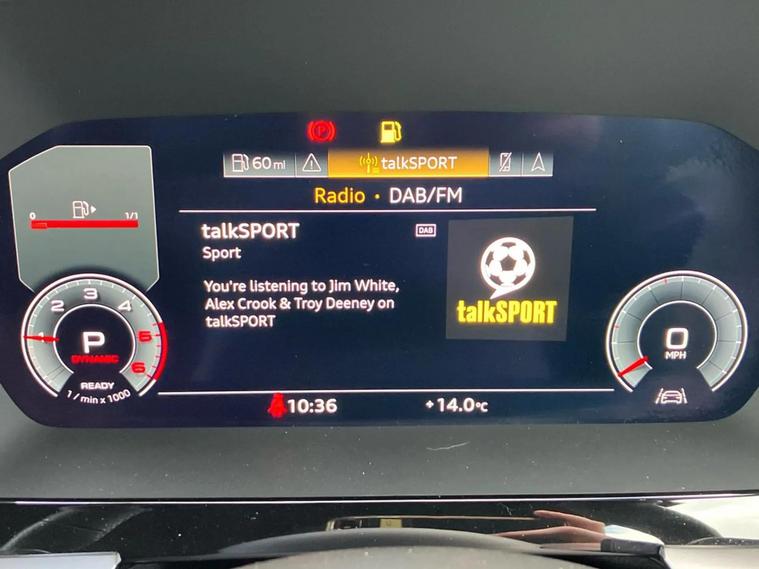 P
60 mi
talkSPORT
Radio • DAB/FM
0
1/1
talkSPORT
DAB
Sport
You're listening to Jim White,
Alex Crook & Troy Deeney on
talkSPORT
talkSPORT
1
2
3
4
5
6
P
DYNAMIC
READY
1 / min x 1000
0
MPH
10:36
+14.0°C